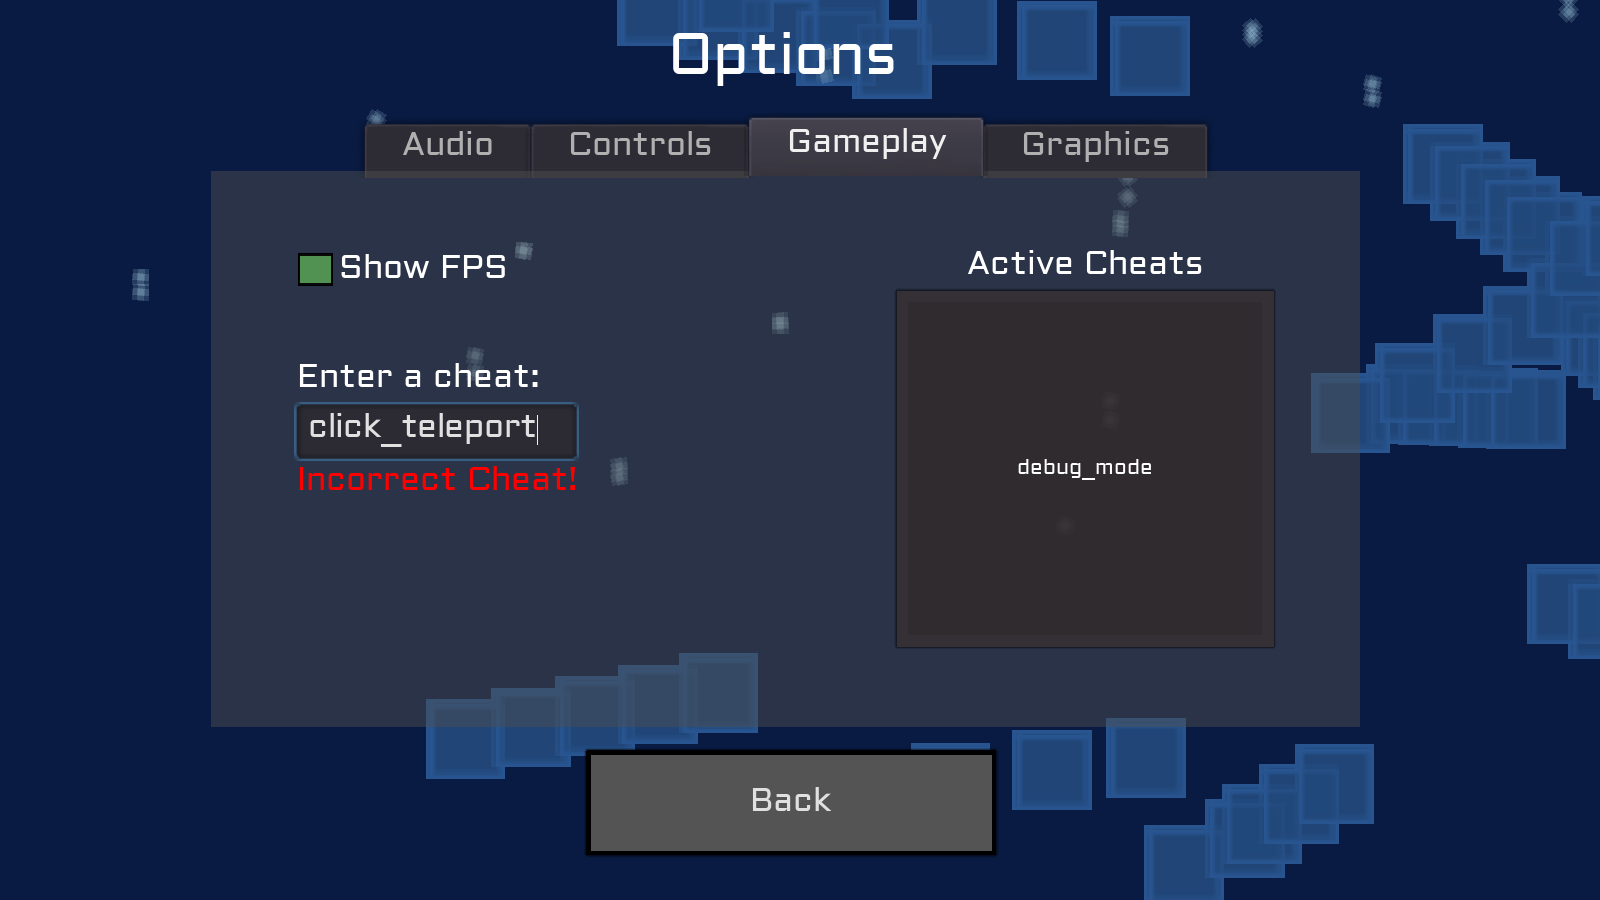 Options
Audio
Controls
Gameplay
Graphics
Show FPS
Active Cheats
Enter a cheat:
click_teleport
debug_mode
Incorrect Cheat!
Back